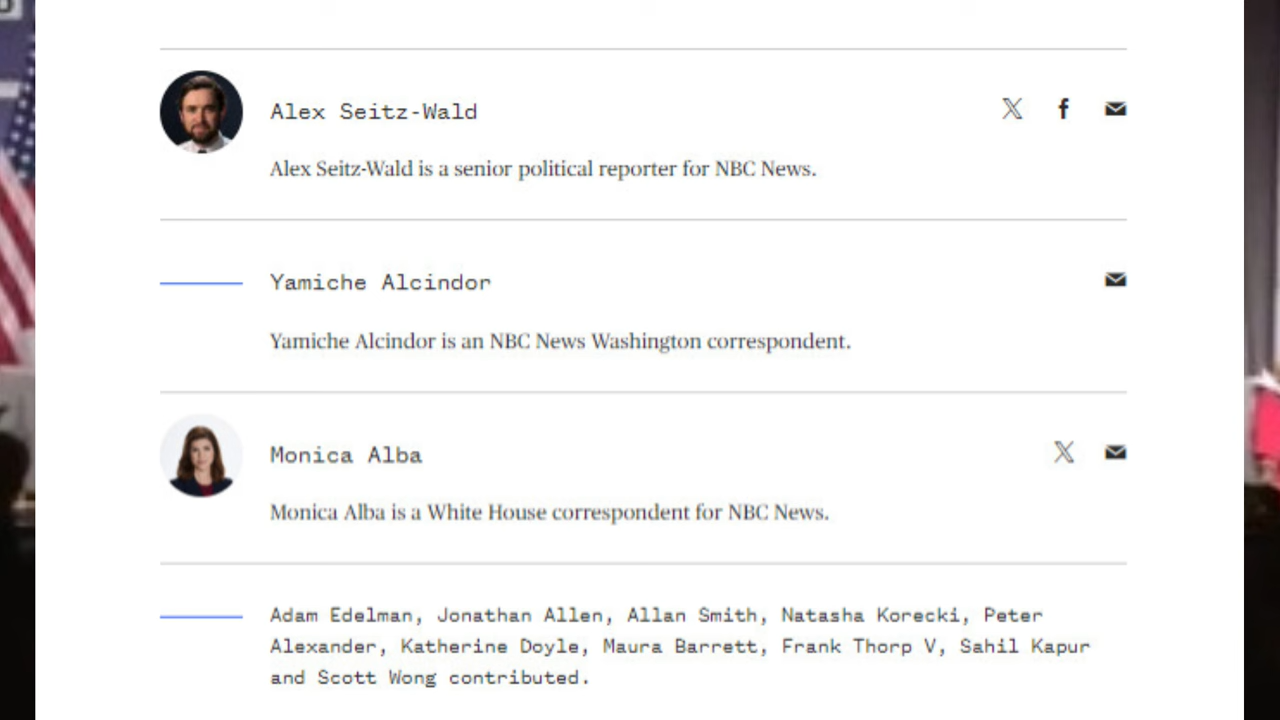 Alex Seitz-Wald
Alex Seitz-Wald is a senior political reporter for NBC News.
Yamiche Alcindor
Yamiche Alcindor is an NBC News Washington correspondent.
Monica Alba
Monica Alba is a White House correspondent for NBC News.
Adam Edelman, Jonathan Allen, Allan Smith, Natasha Korecki, Peter
Alexander, Katherine Doyle, Maura Barrett, Frank Thorp V, Sahil Kapur
and Scott Wong contributed.